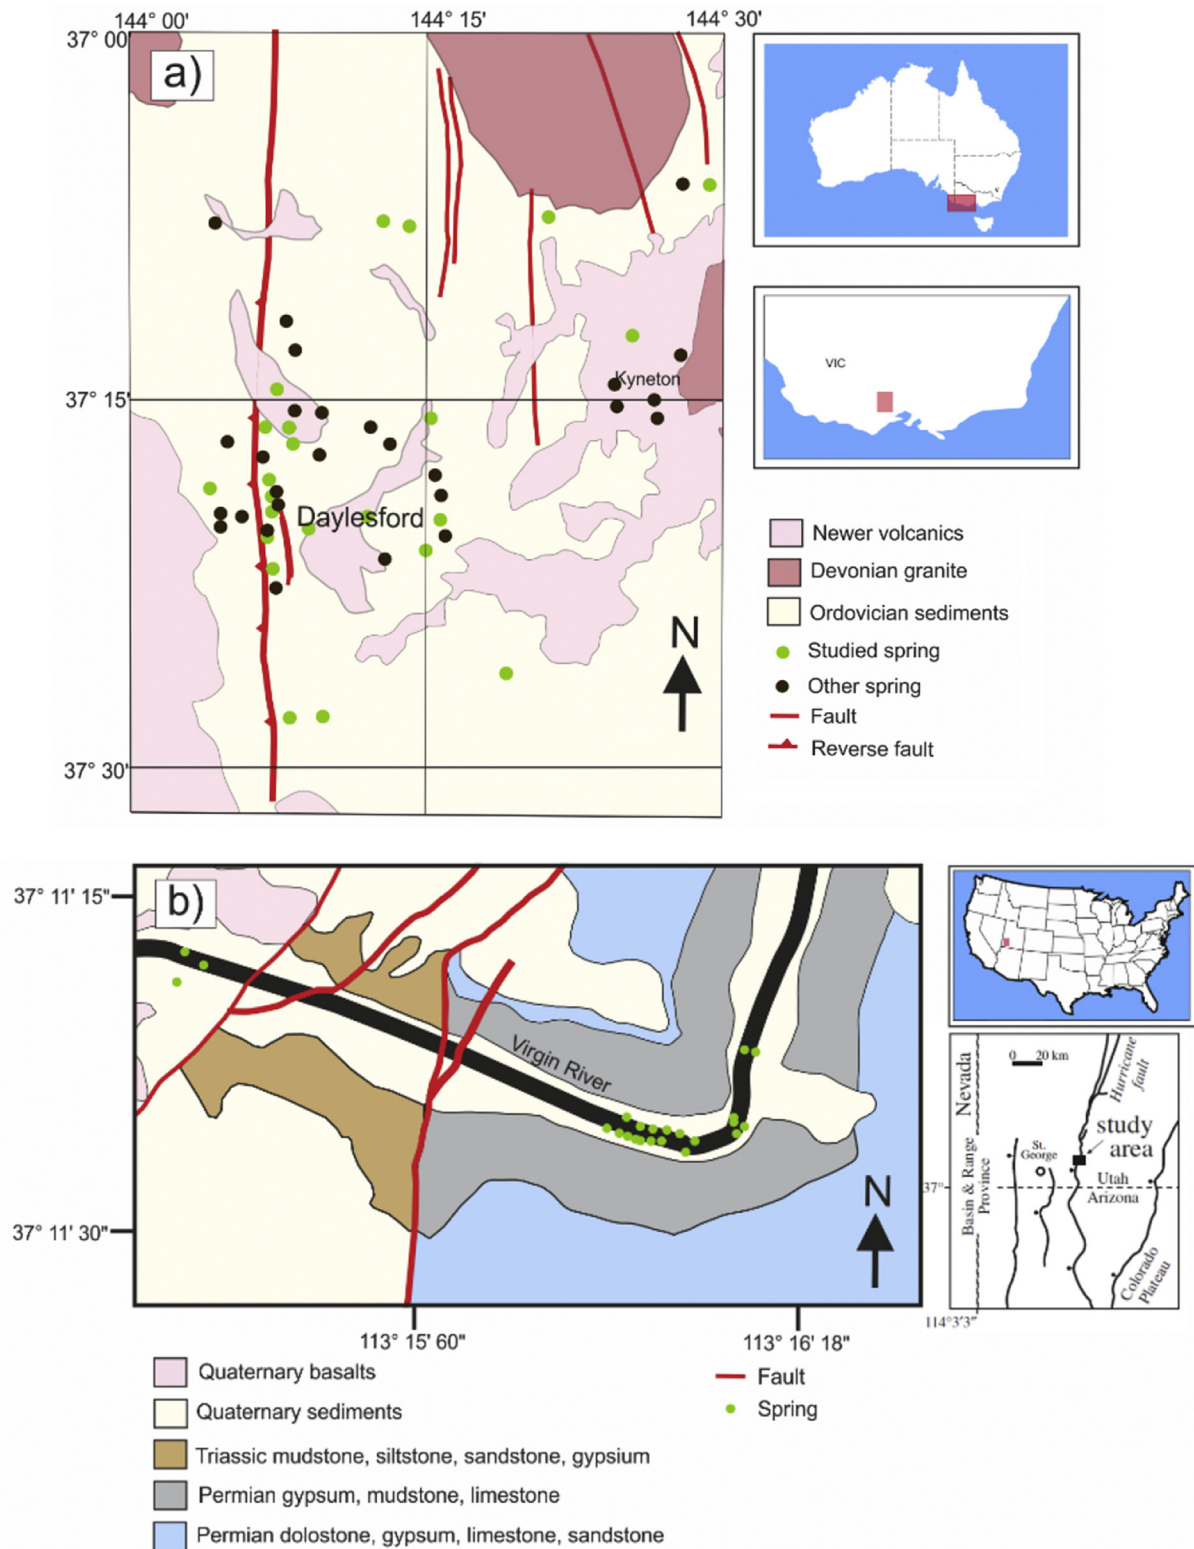 144° 00'
144° 15'
144° 30'
37° 00'
a)
Kyneton
37° 15'
Daylesford
N
37° 30'
VIC
Newer volcanics
Devonian granite
Ordovician sediments
Studied spring
Other spring
Fault
Reverse fault
37° 11' 15"
b)
Virgin River
N
37° 11' 30"
113° 15' 60"
113° 16' 18"
Nevada
0 20 km
Hurricane
fault
study
area
St.
George
Basin & Range
Province
37°
Utah
Arizona
Colorado
Plateau
114°3'3"
Quaternary basalts
Quaternary sediments
Triassic mudstone, siltstone, sandstone, gypsium
Permian gypsum, mudstone, limestone
Permian dolostone, gypsum, limestone, sandstone
Fault
Spring